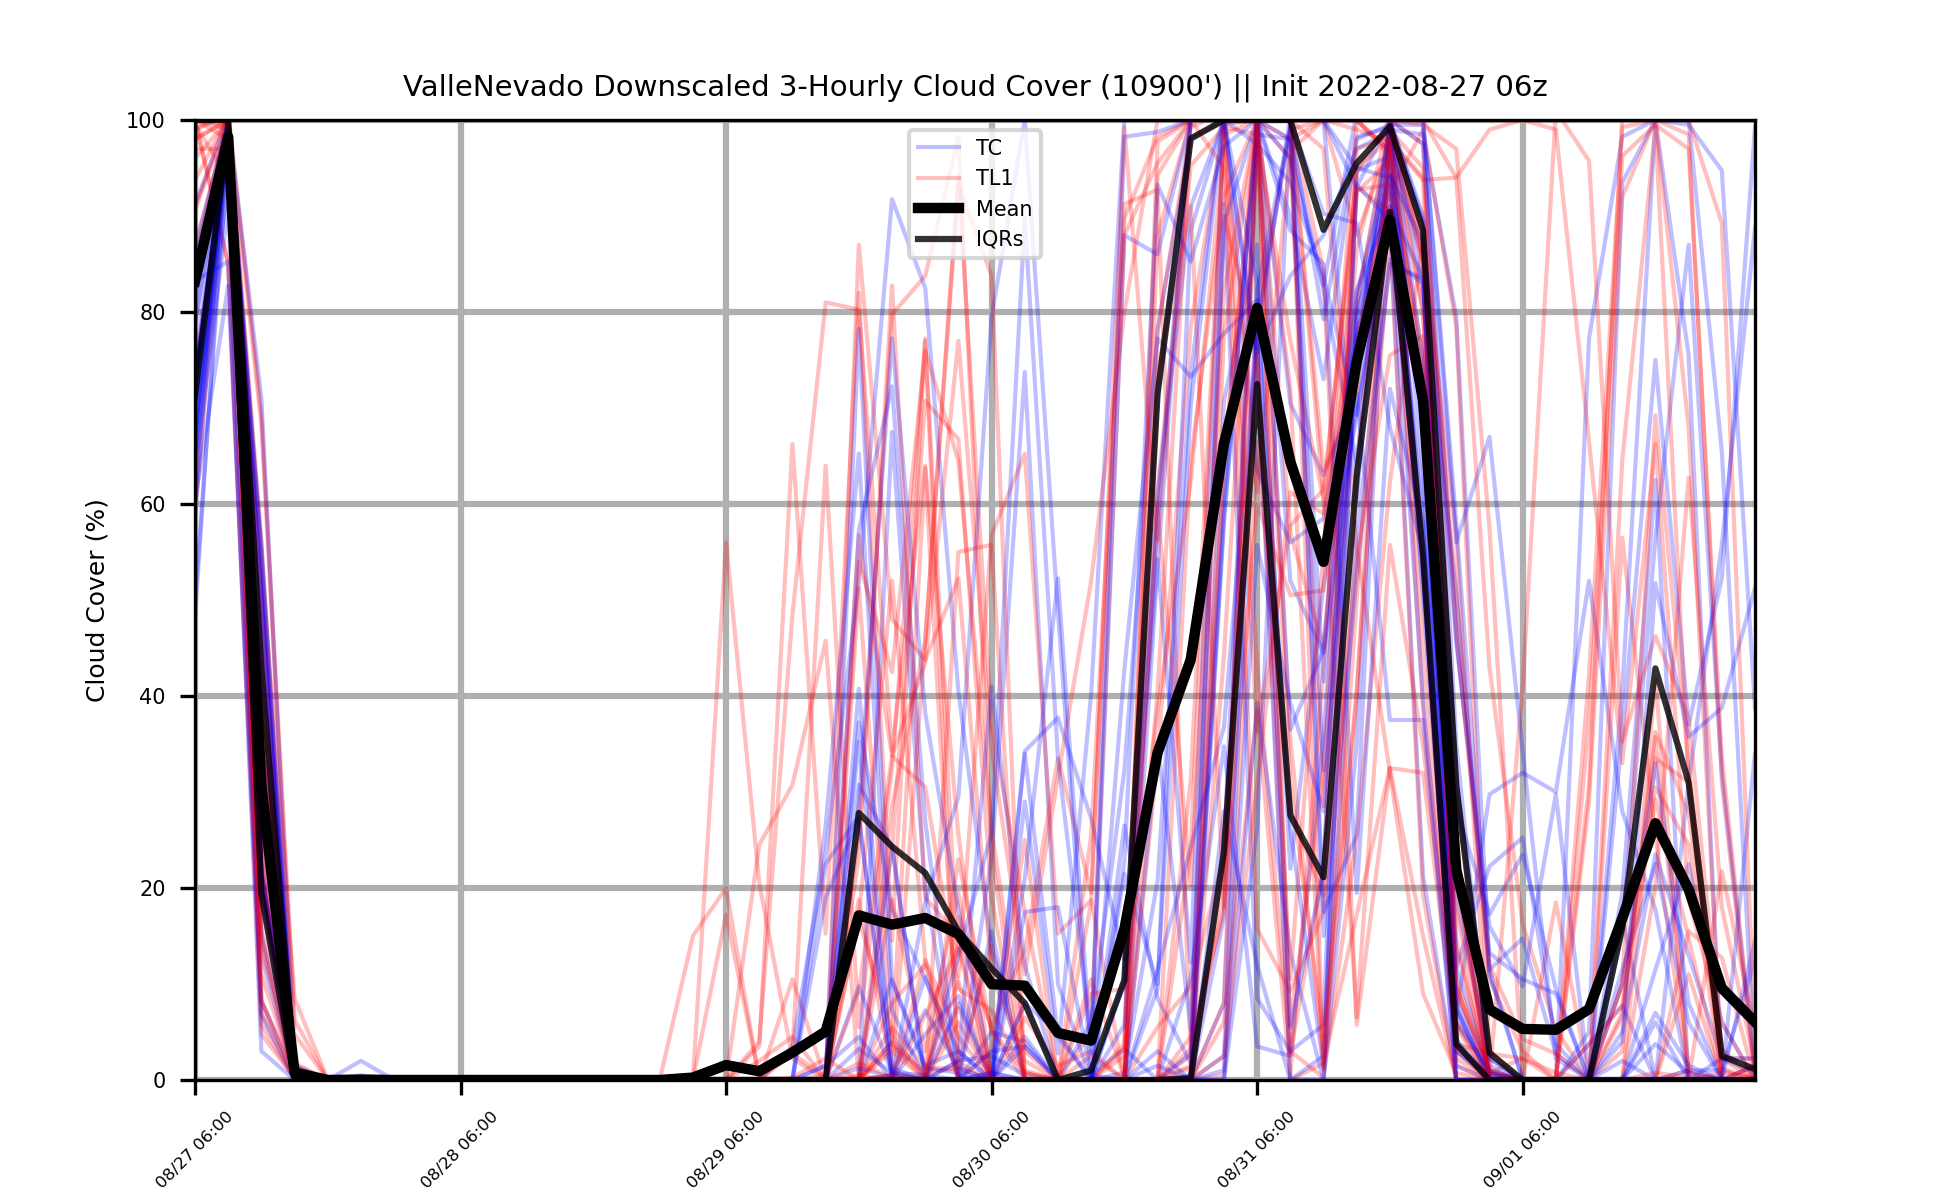 ValleNevado Downscaled 3-Hourly Cloud Cover (10900') || Init 2022-08-27 06z
TC
TL1
Mean
IQRs
Cloud Cover (%)
100
80
60
40
20
0
08/27 06:00
08/28 06:00
08/29 06:00
08/30 06:00
08/31 06:00
09/01 06:00